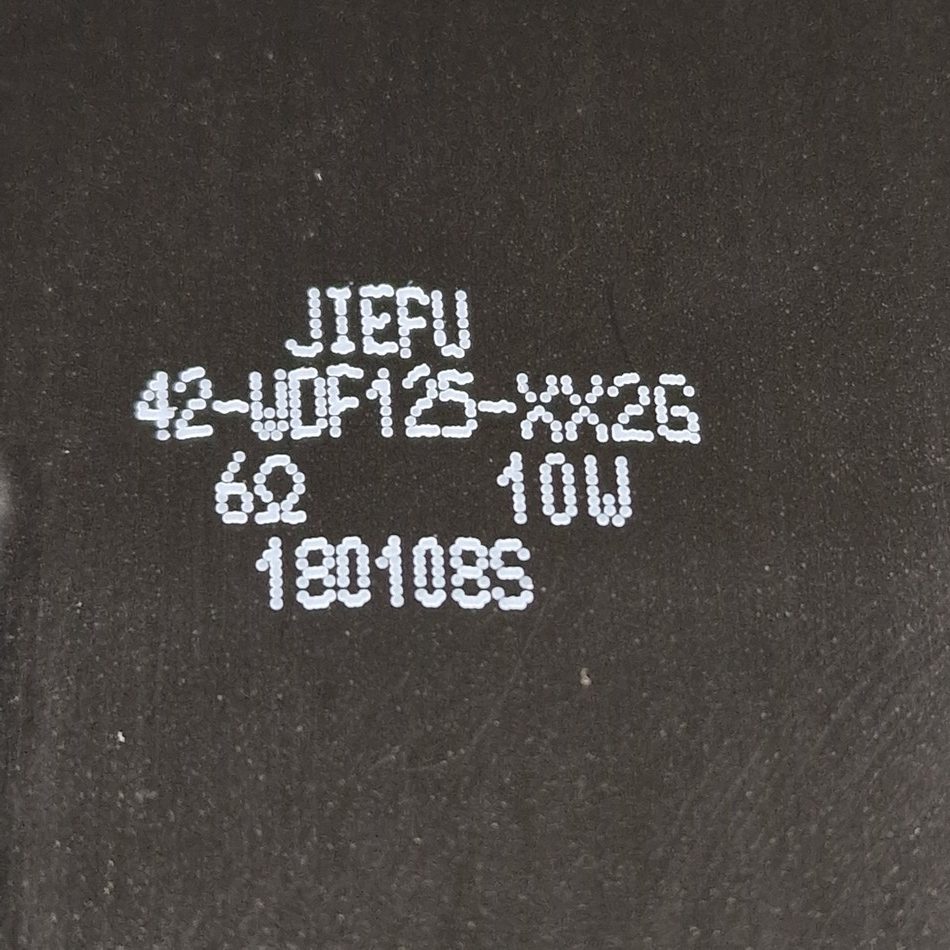 JIEFU
42-WDF125-XX2G
6Ω 10W
180108S